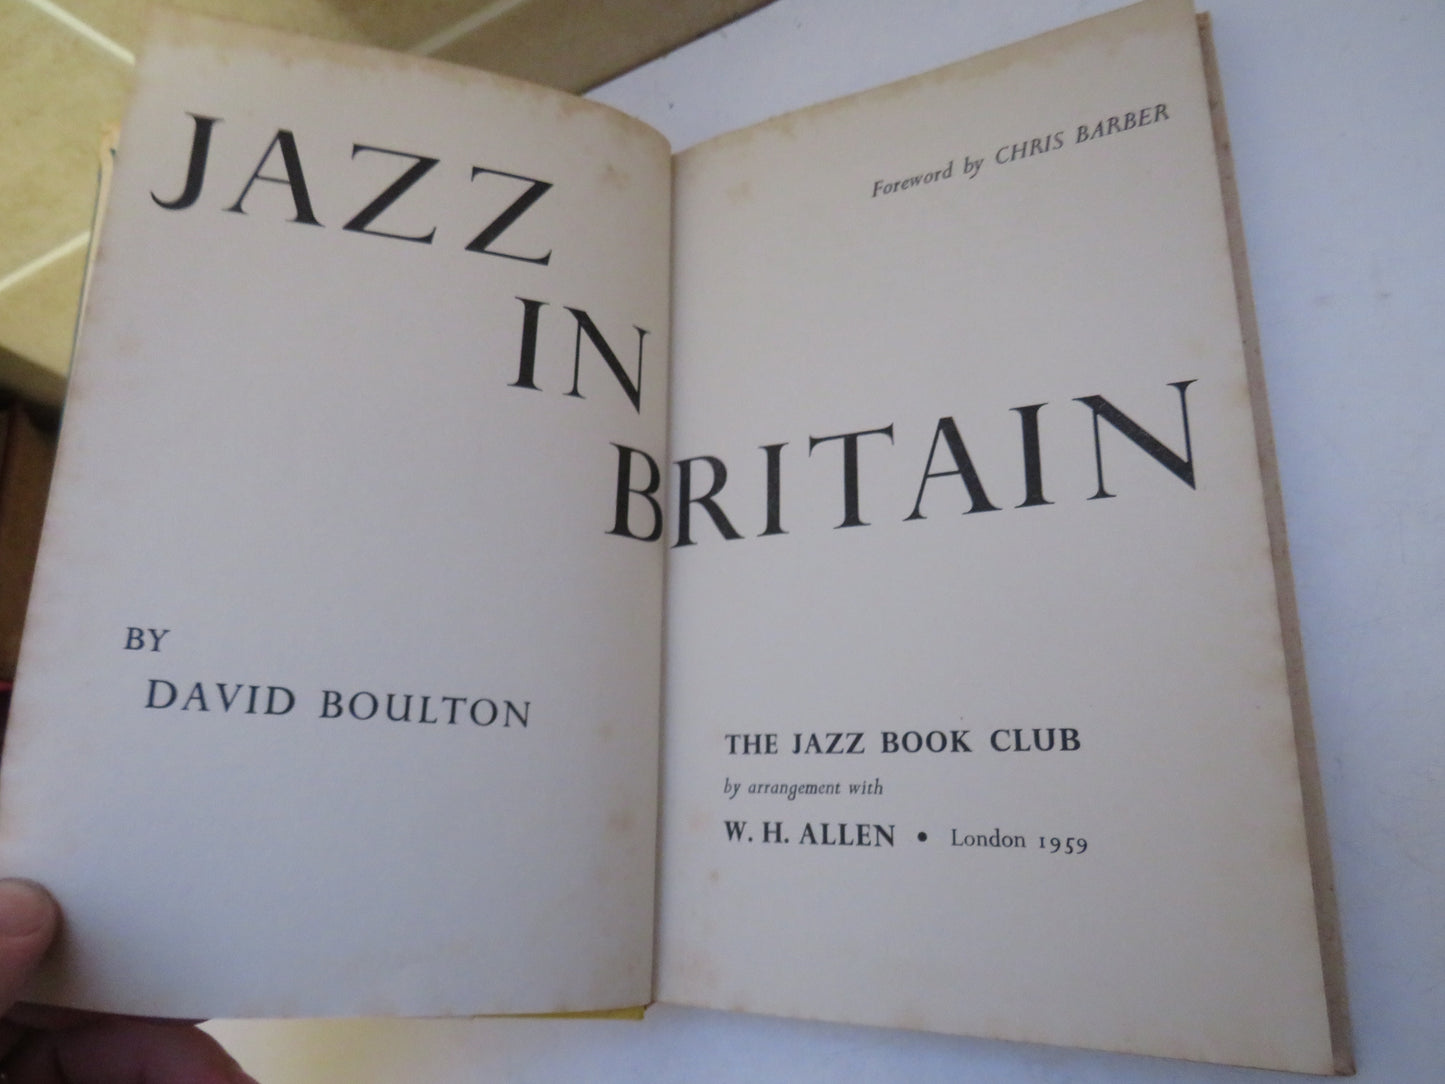 JAZZ
IN
BRITAIN
BY
DAVID BOULTON
Foreword by CHRIS BARBER
THE JAZZ BOOK CLUB
by arrangement with
W. H. ALLEN • London 1959